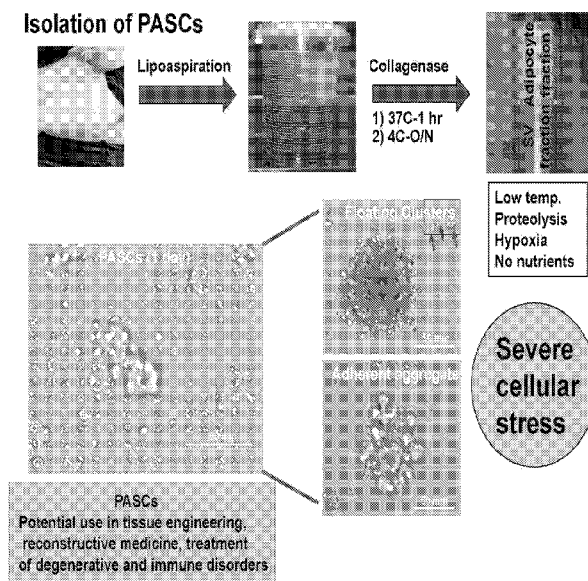 Isolation of PASCs
Lipoaspiration
Collagenase
1) 37C-1 hr
2) 4C-O/N
SV Adipocyte
fraction fraction
Low temp.
Proteolysis
Hypoxia
No nutrients
PASCs (1
Floating Clusters
Adherent aggregate
Severe
cellular
stress
PASCs
Potential use in tissue engineering,
reconstructive medicine, treatment
of degenerative and immune disorders